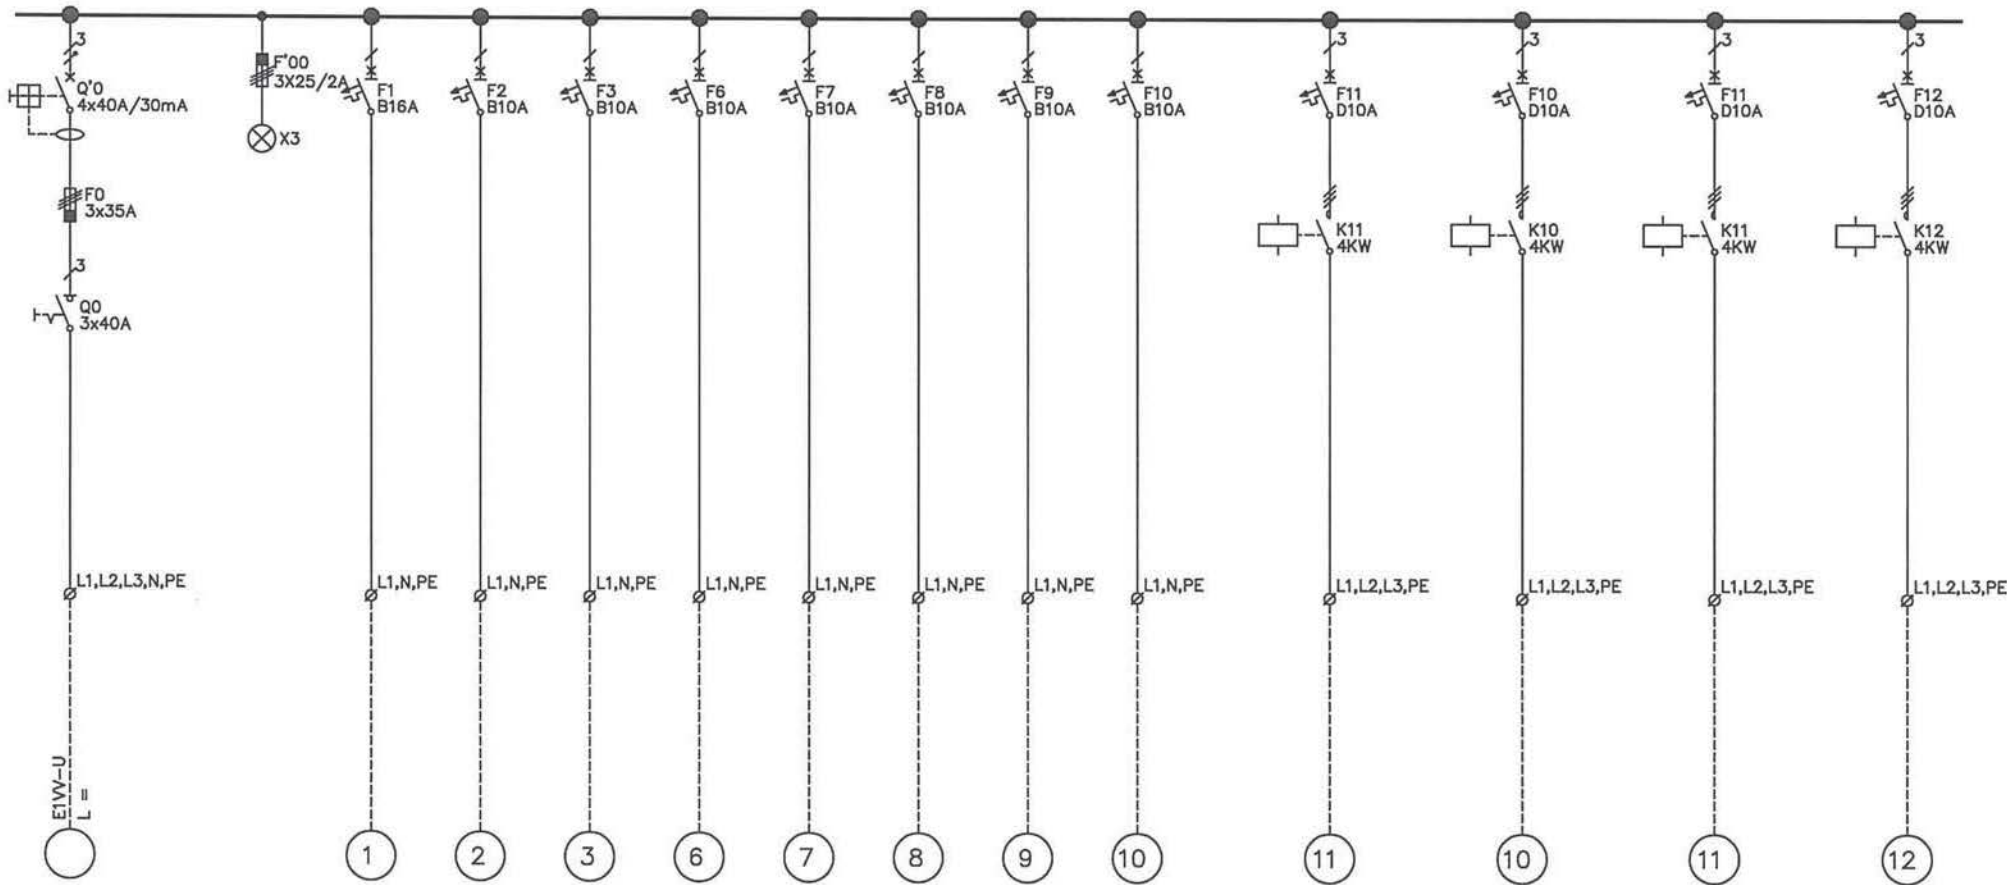 3
Q'0
4x40A/30mA
F0
3x35A
3
Q0
3x40A
L1,L2,L3,N,PE
E1VV-U
L =
F'00
3X25/2A
X3
F1
B16A
L1,N,PE
1
F2
B10A
L1,N,PE
2
F3
B10A
L1,N,PE
3
F6
B10A
L1,N,PE
6
F7
B10A
L1,N,PE
7
F8
B10A
L1,N,PE
8
F9
B10A
L1,N,PE
9
F10
B10A
L1,N,PE
10
3
F11
D10A
K11
4KW
L1,L2,L3,PE
11
3
F10
D10A
K10
4KW
L1,L2,L3,PE
10
3
F11
D10A
K11
4KW
L1,L2,L3,PE
11
3
F12
D10A
K12
4KW
L1,L2,L3,PE
12